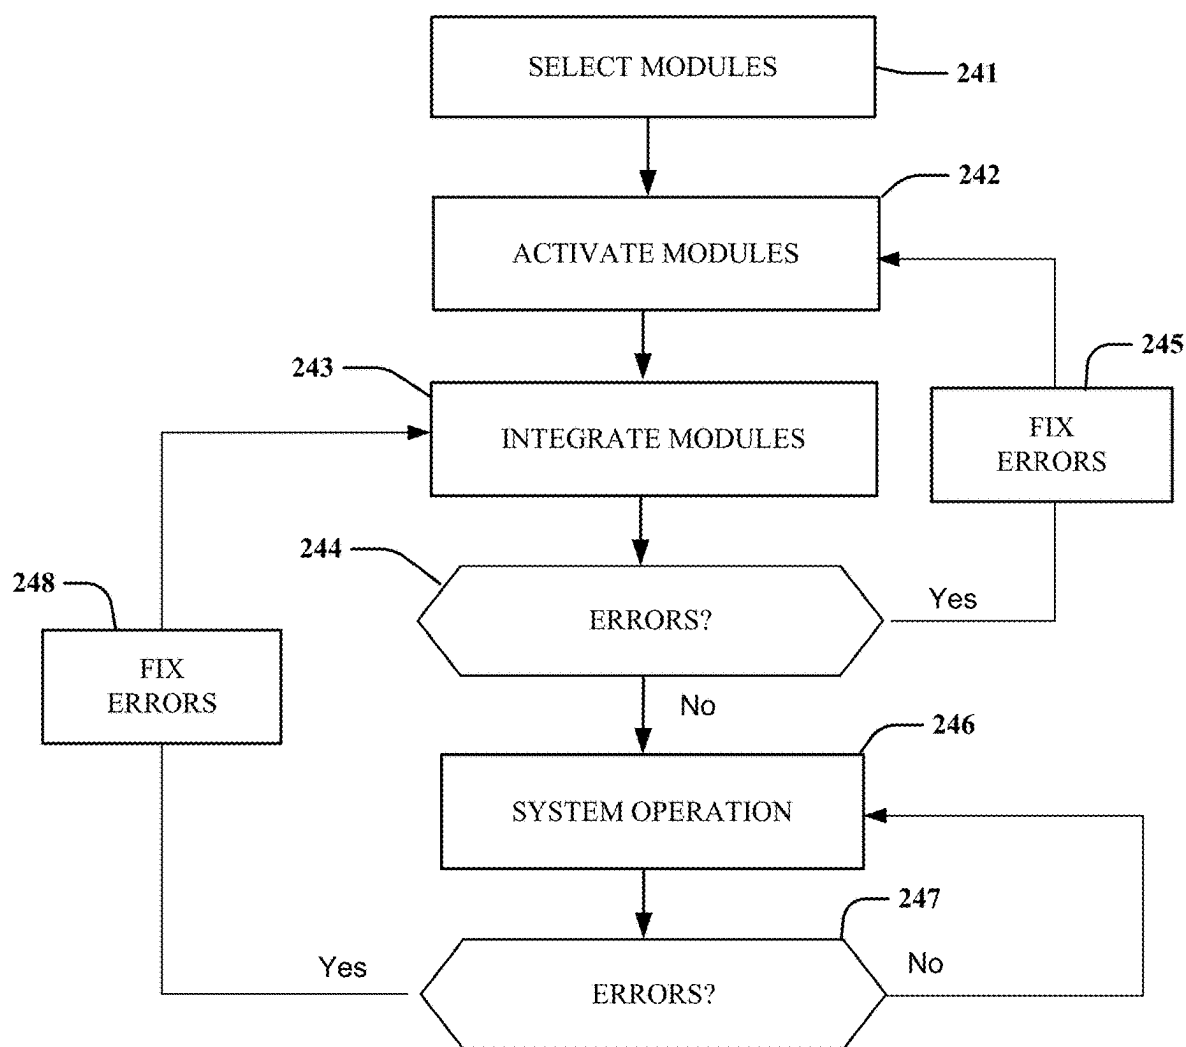 SELECT MODULES
241
242
ACTIVATE MODULES
243
245
INTEGRATE MODULES
FIX
ERRORS
244
Yes
ERRORS?
248
FIX
ERRORS
No
246
SYSTEM OPERATION
247
Yes
No
ERRORS?